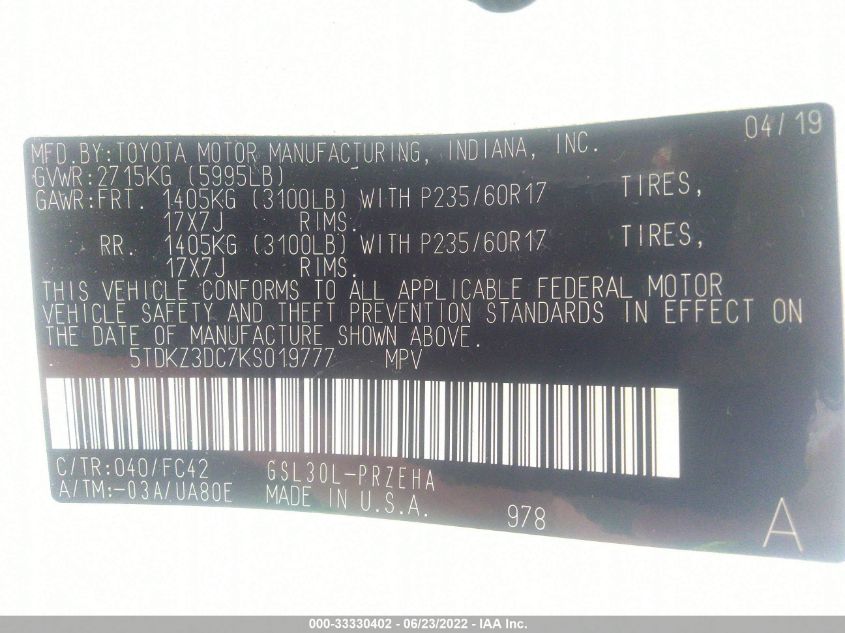 04/19
MFD.BY:TOYOTA MOTOR MANUFACTURING, INDIANA, INC.
GVWR:2715KG (5995LB)
GAWR:FRT. 1405KG (3100LB) WITH P235/60R17 TIRES,
17X7J RIMS.
RR. 1405KG (3100LB) WITH P235/60R17 TIRES,
17X7J RIMS.
THIS VEHICLE CONFORMS TO ALL APPLICABLE FEDERAL MOTOR
VEHICLE SAFETY AND THEFT PREVENTION STANDARDS IN EFFECT ON
THE DATE OF MANUFACTURE SHOWN ABOVE.
5TDKZ3DC7KS019777 MPV
C/TR:040/FC42 GSL30L-PRZEHA
A/TM:-03A/UA80E MADE IN U.S.A. 978 A
000-33330402 - 06/23/2022 - IAA Inc.